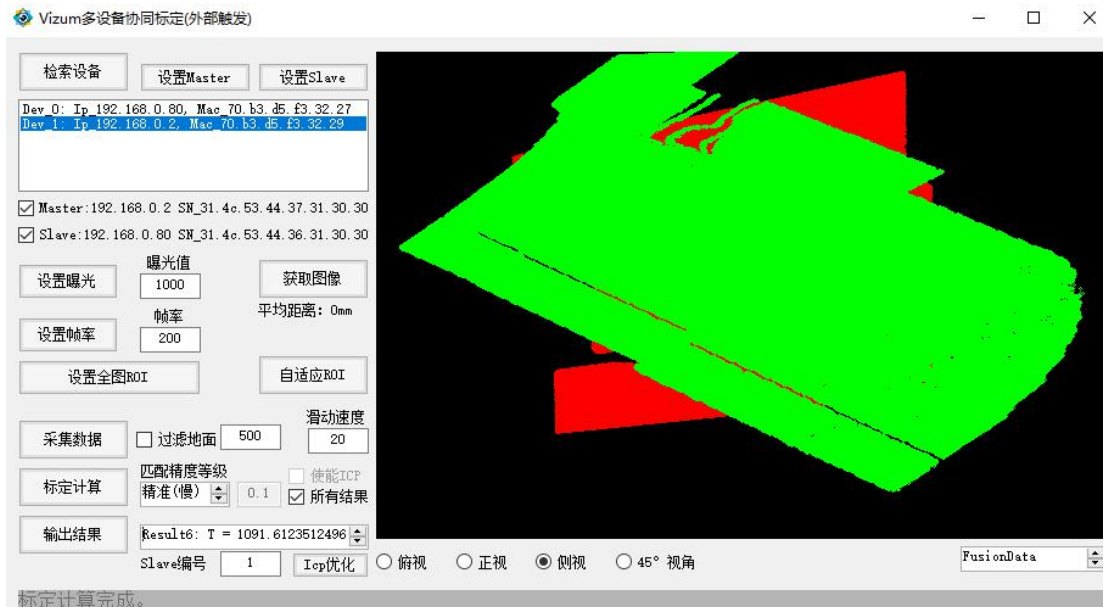 Vizum多设备协同标定(外部触发)
检索设备
设置Master
设置Slave
Dev_0: Ip_192.168.0.80, Mac_70.b3.d5.f3.32.27
Dev_1: Ip_192.168.0.2, Mac_70.b3.d5.f3.32.29
Master:192.168.0.2 SN_31.4c.53.44.37.31.30.30
Slave:192.168.0.80 SN_31.4c.53.44.36.31.30.30
设置曝光
曝光值
1000
获取图像
平均距离: 0mm
设置帧率
帧率
200
设置全图ROI
自适应ROI
采集数据
过滤地面
500
滑动速度
20
标定计算
匹配精度等级
精准(慢)
0.1
使能ICP
所有结果
输出结果
Result6: T = 1091.6123512496
Slave编号
1
Icp优化
俯视
正视
侧视
45° 视角
FusionData
标定计算完成。